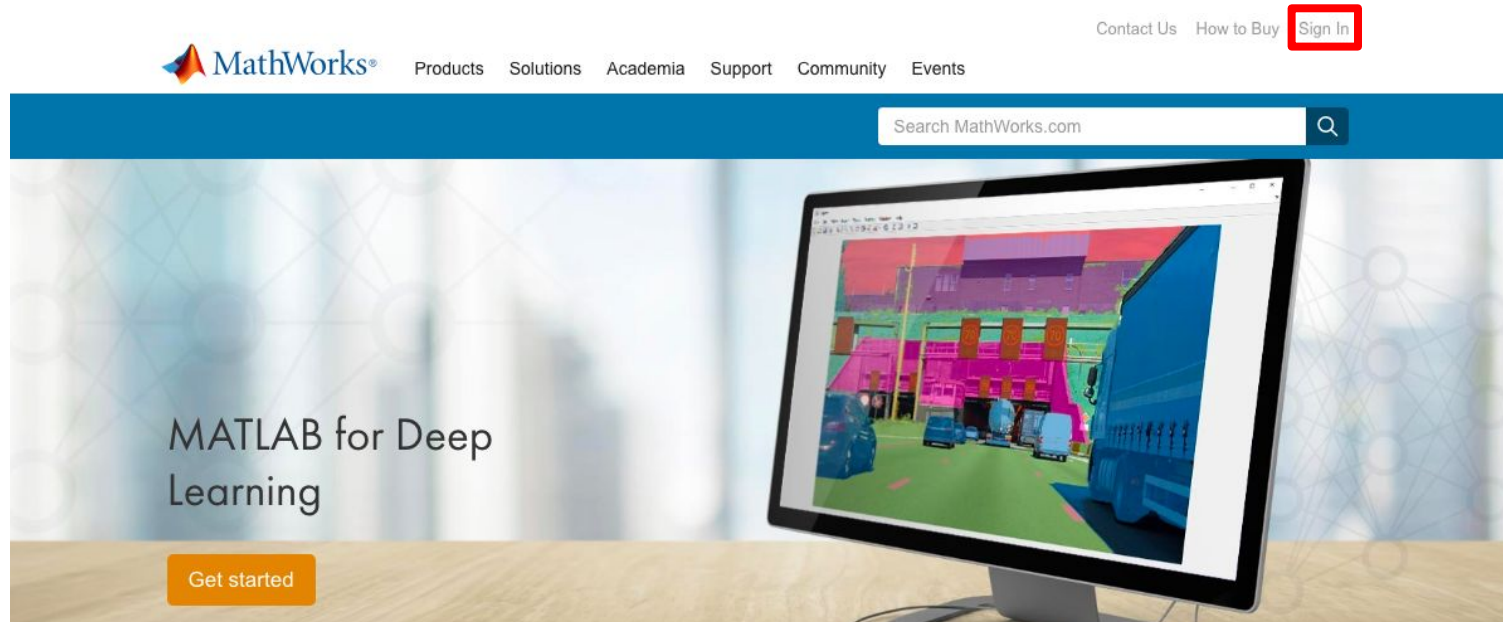 Contact Us How to Buy Sign In
MathWorks®
Products Solutions Academia Support Community Events
Search MathWorks.com
MATLAB for Deep
Learning
Get started